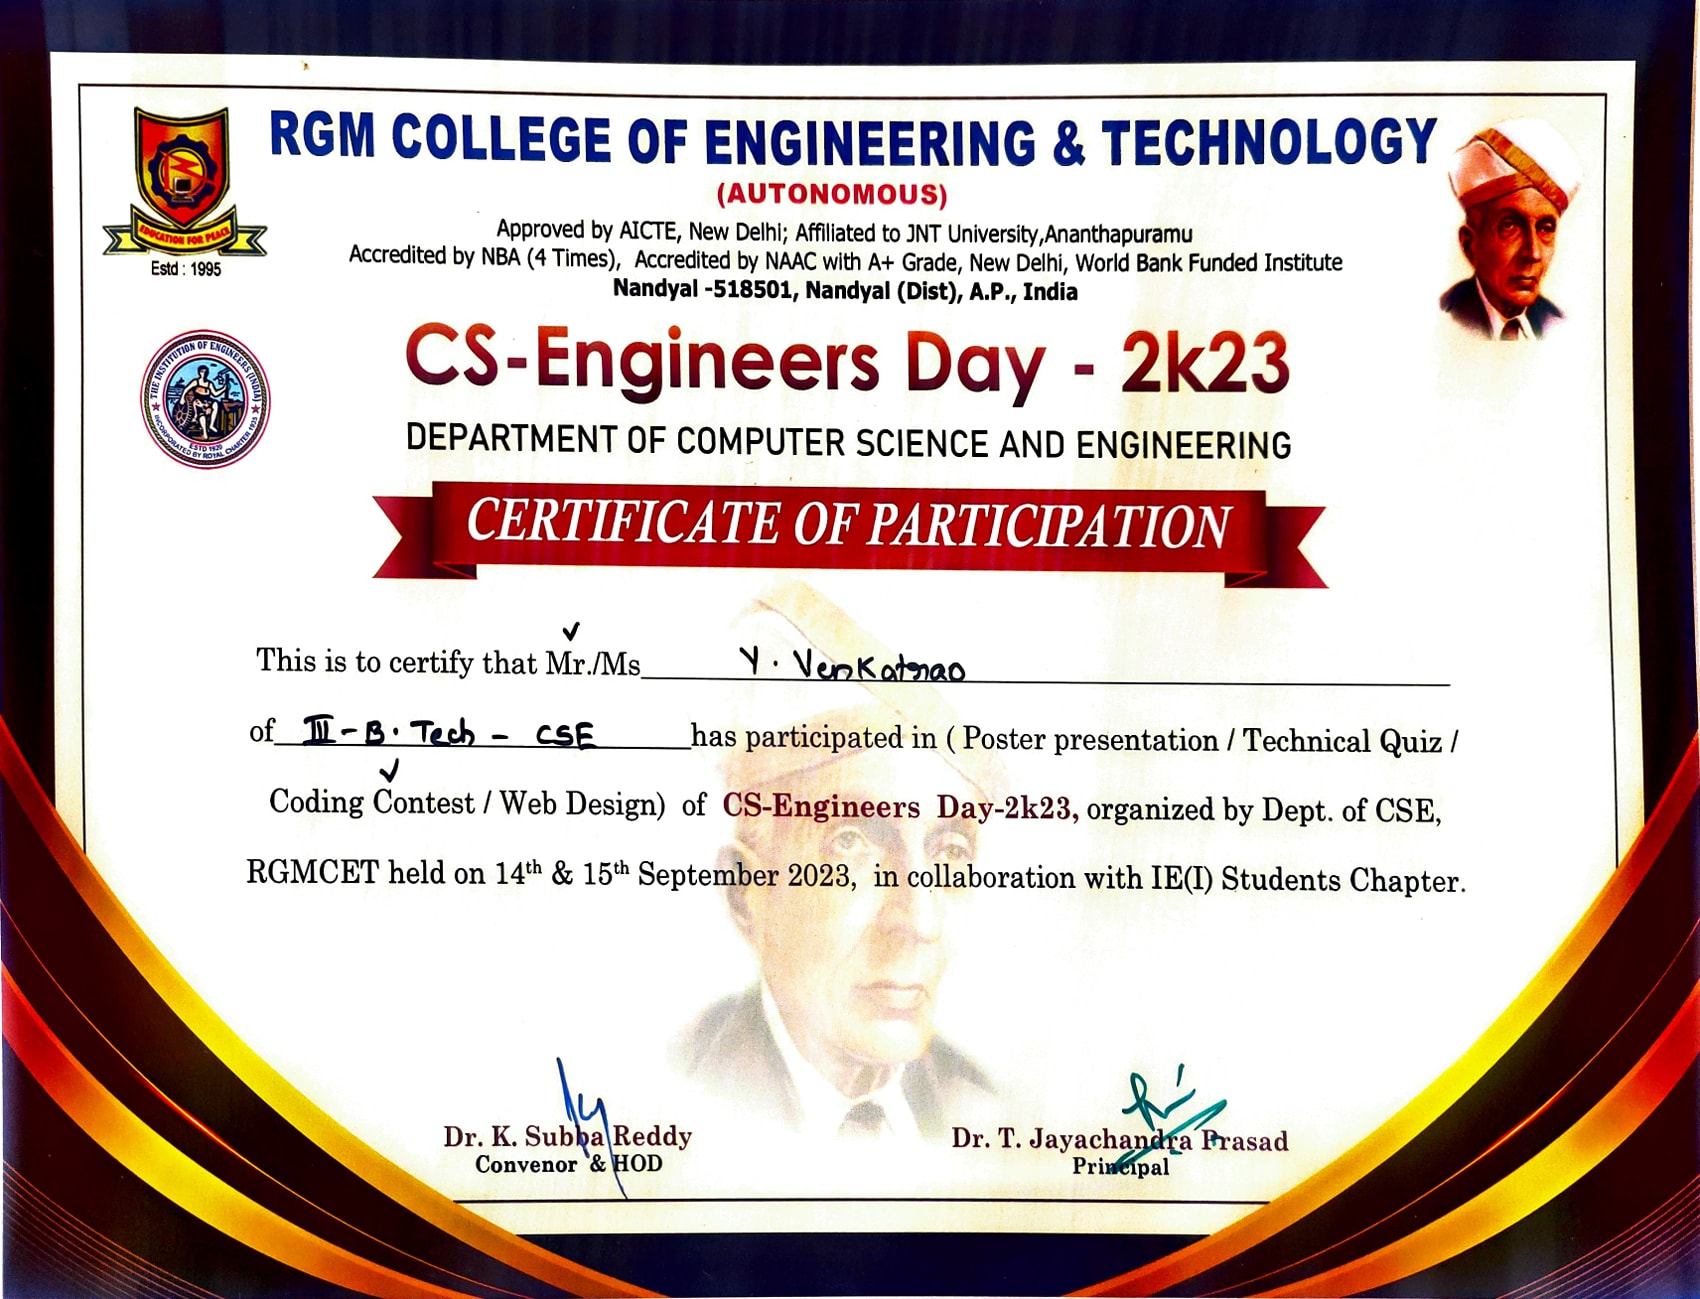 RGM COLLEGE OF ENGINEERING & TECHNOLOGY
(AUTONOMOUS)
Approved by AICTE, New Delhi; Affiliated to JNT University,Ananthapuramu
Accredited by NBA (4 Times), Accredited by NAAC with A+ Grade, New Delhi, World Bank Funded Institute
Nandyal -518501, Nandyal (Dist), A.P., India
EDUCATION FOR PEACE
Estd : 1995
THE INSTITUTION OF ENGINEERS (INDIA)
ESTD 1920
INCORPORATED BY ROYAL CHARTER 1935
CS-Engineers Day - 2k23
DEPARTMENT OF COMPUTER SCIENCE AND ENGINEERING
CERTIFICATE OF PARTICIPATION
This is to certify that Mr./Ms Y. Venkatrao
of III-B.Tech - CSE has participated in ( Poster presentation / Technical Quiz /
Coding Contest / Web Design) of CS-Engineers Day-2k23, organized by Dept. of CSE,
RGMCET held on 14th & 15th September 2023, in collaboration with IE(I) Students Chapter.
Dr. K. Subba Reddy
Convenor & HOD
Dr. T. Jayachandra Prasad
Principal